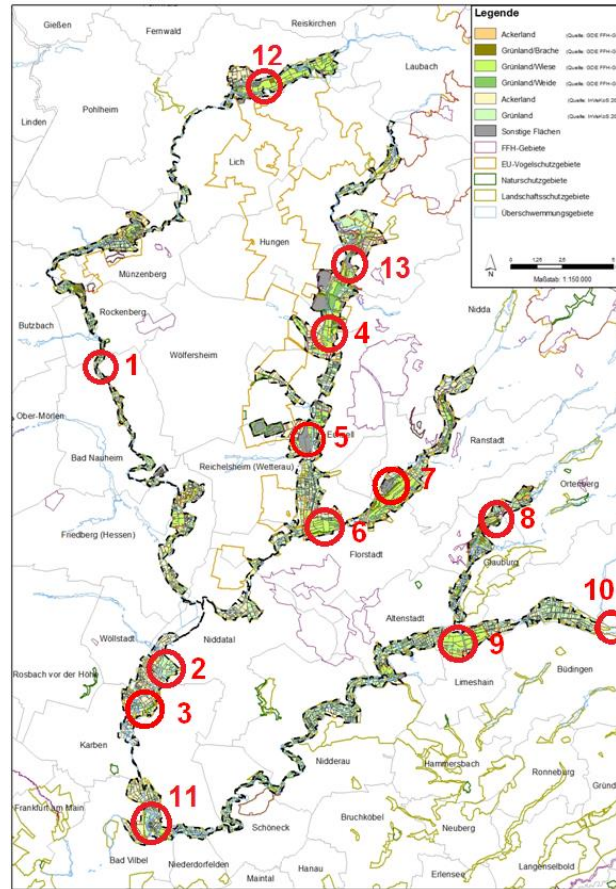 Gießen
Fernwald
Reiskirchen
Laubach
Pohlheim
Linden
Lich
Hungen
Münzenberg
Rockenberg
Butzbach
Wölfersheim
Nidda
Ober-Mörlen
Bad Nauheim
Ranstadt
Reichelsheim (Wetterau)
Ortenberg
Friedberg (Hessen)
Florstadt
Glauburg
Altenstadt
Wöllstadt
Niddatal
Rosbach vor der Höhe
Limeshain
Büdingen
Karben
Nidderau
Hammersbach
Ronneburg
Frankfurt am Main
Schöneck
Bruchköbel
Neuberg
Bad Vilbel
Niederdorfelden
Hanau
Maintal
Erlensee
Langenselbold
12
13
4
1
5
7
6
8
10
9
2
3
11
Legende
Ackerland
Grünland/Brache
Grünland/Wiese
Grünland/Weide
Ackerland
Grünland
Sonstige Flächen
FFH-Gebiete
EU-Vogelschutzgebiete
Naturschutzgebiete
Landschaftsschutzgebiete
Überschwemmungsgebiete
N
Maßstab: 1:150.000